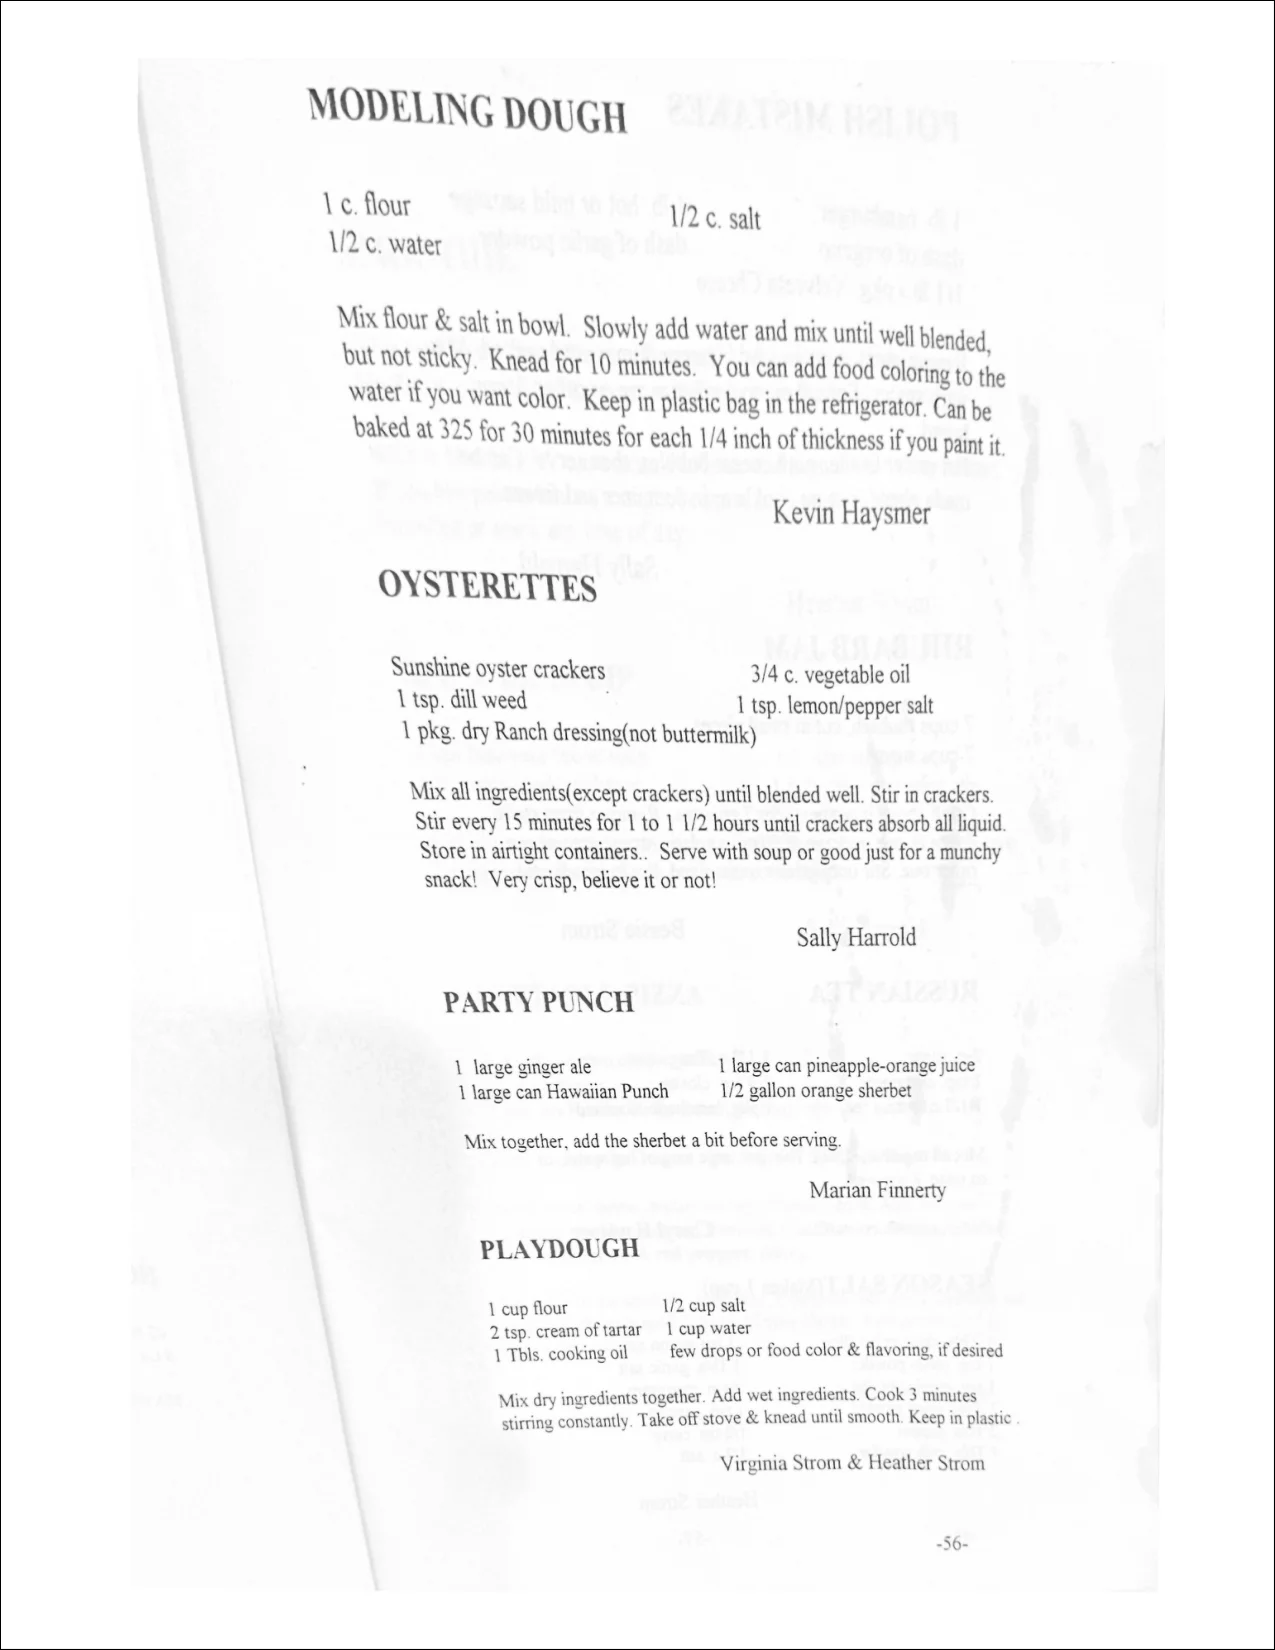 MODELING DOUGH
1 c. flour 1/2 c. salt
1/2 c. water
Mix flour & salt in bowl. Slowly add water and mix until well blended,
but not sticky. Knead for 10 minutes. You can add food coloring to the
water if you want color. Keep in plastic bag in the refrigerator. Can be
baked at 325 for 30 minutes for each 1/4 inch of thickness if you paint it.
Kevin Haysmer
OYSTERETTES
Sunshine oyster crackers 3/4 c. vegetable oil
1 tsp. dill weed 1 tsp. lemon/pepper salt
1 pkg. dry Ranch dressing(not buttermilk)
Mix all ingredients(except crackers) until blended well. Stir in crackers.
Stir every 15 minutes for 1 to 1 1/2 hours until crackers absorb all liquid.
Store in airtight containers.. Serve with soup or good just for a munchy
snack! Very crisp, believe it or not!
Sally Harrold
PARTY PUNCH
1 large ginger ale 1 large can pineapple-orange juice
1 large can Hawaiian Punch 1/2 gallon orange sherbet
Mix together, add the sherbet a bit before serving.
Marian Finnerty
PLAYDOUGH
1 cup flour 1/2 cup salt
2 tsp. cream of tartar 1 cup water
1 Tbls. cooking oil few drops or food color & flavoring, if desired
Mix dry ingredients together. Add wet ingredients. Cook 3 minutes
stirring constantly. Take off stove & knead until smooth. Keep in plastic .
Virginia Strom & Heather Strom
-56-